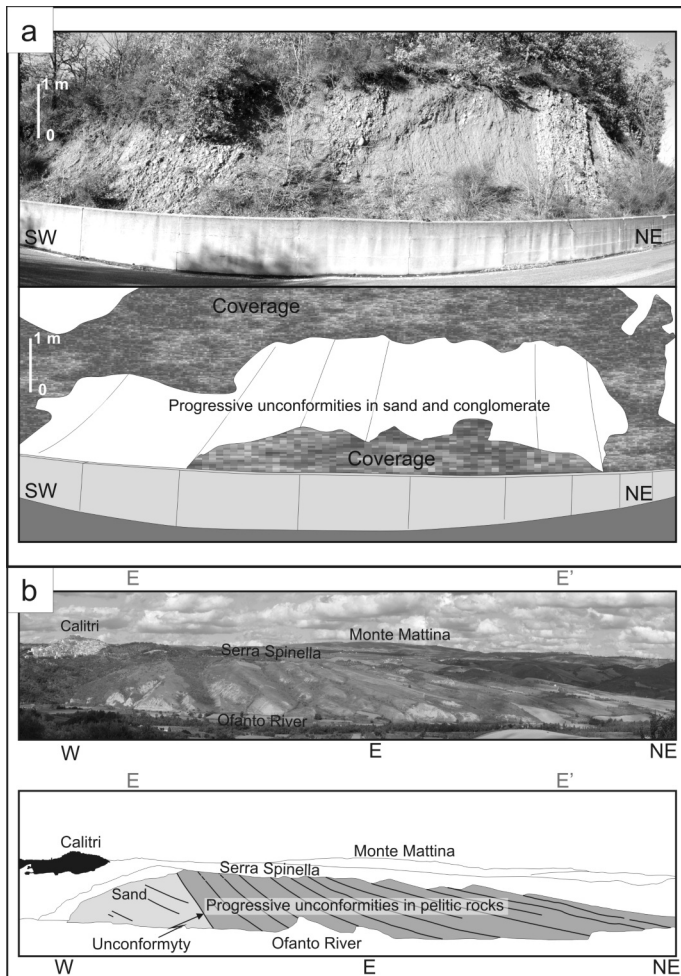 a
1 m
0
SW
NE
Coverage
1 m
0
Progressive unconformities in sand and conglomerate
Coverage
SW
NE
E
E'
b
Calitri
Monte Mattina
Serra Spinella
Ofanto River
W
E
NE
E
E'
Calitri
Monte Mattina
Serra Spinella
Sand
Progressive unconformities in pelitic rocks
Unconformyty
Ofanto River
W
E
NE